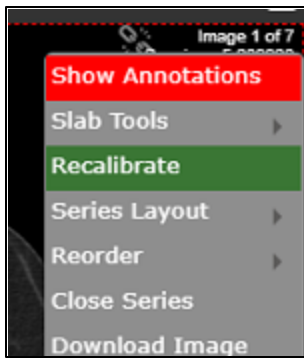 Image 1 of 7
Show Annotations
Slab Tools
Recalibrate
Series Layout
Reorder
Close Series
Download Image